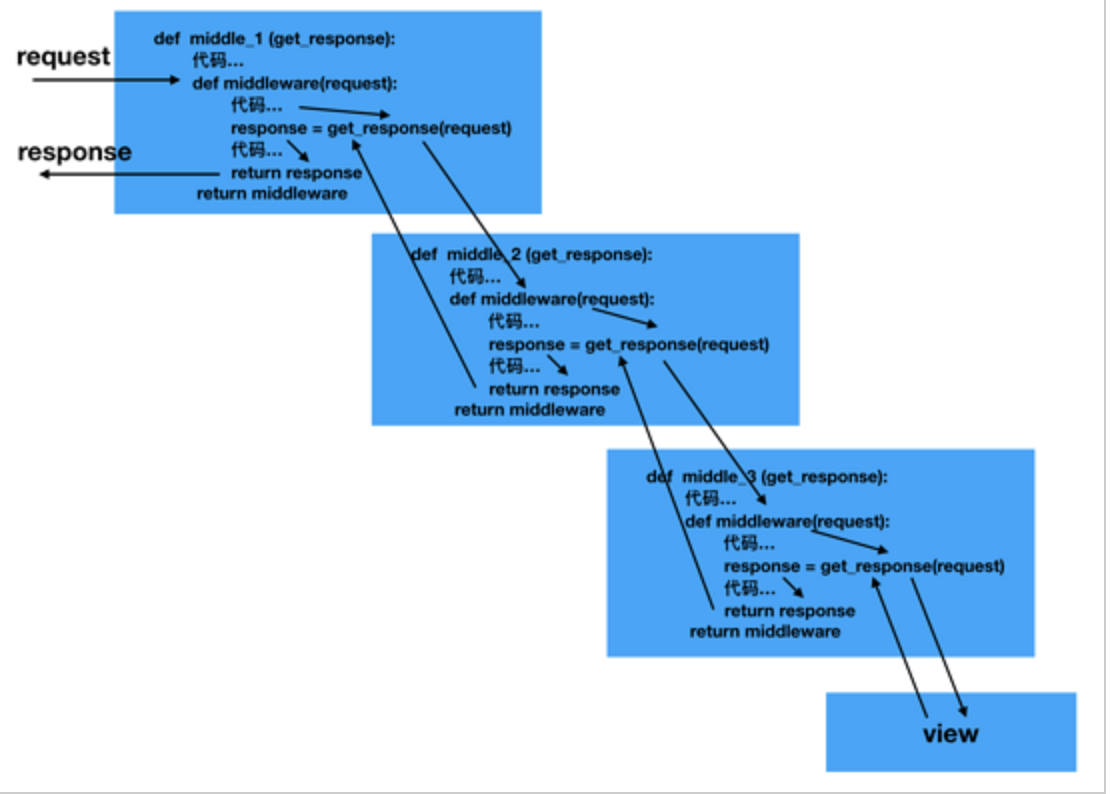 def middle_1 (get_response):
request
代码...
def middleware(request):
代码...
response = get_response(request)
response
代码...
return response
return middleware
def middle_2 (get_response):
代码...
def middleware(request):
代码...
response = get_response(request)
代码...
return response
return middleware
def middle_3 (get_response):
代码...
def middleware(request):
代码...
response = get_response(request)
代码...
return response
return middleware
view